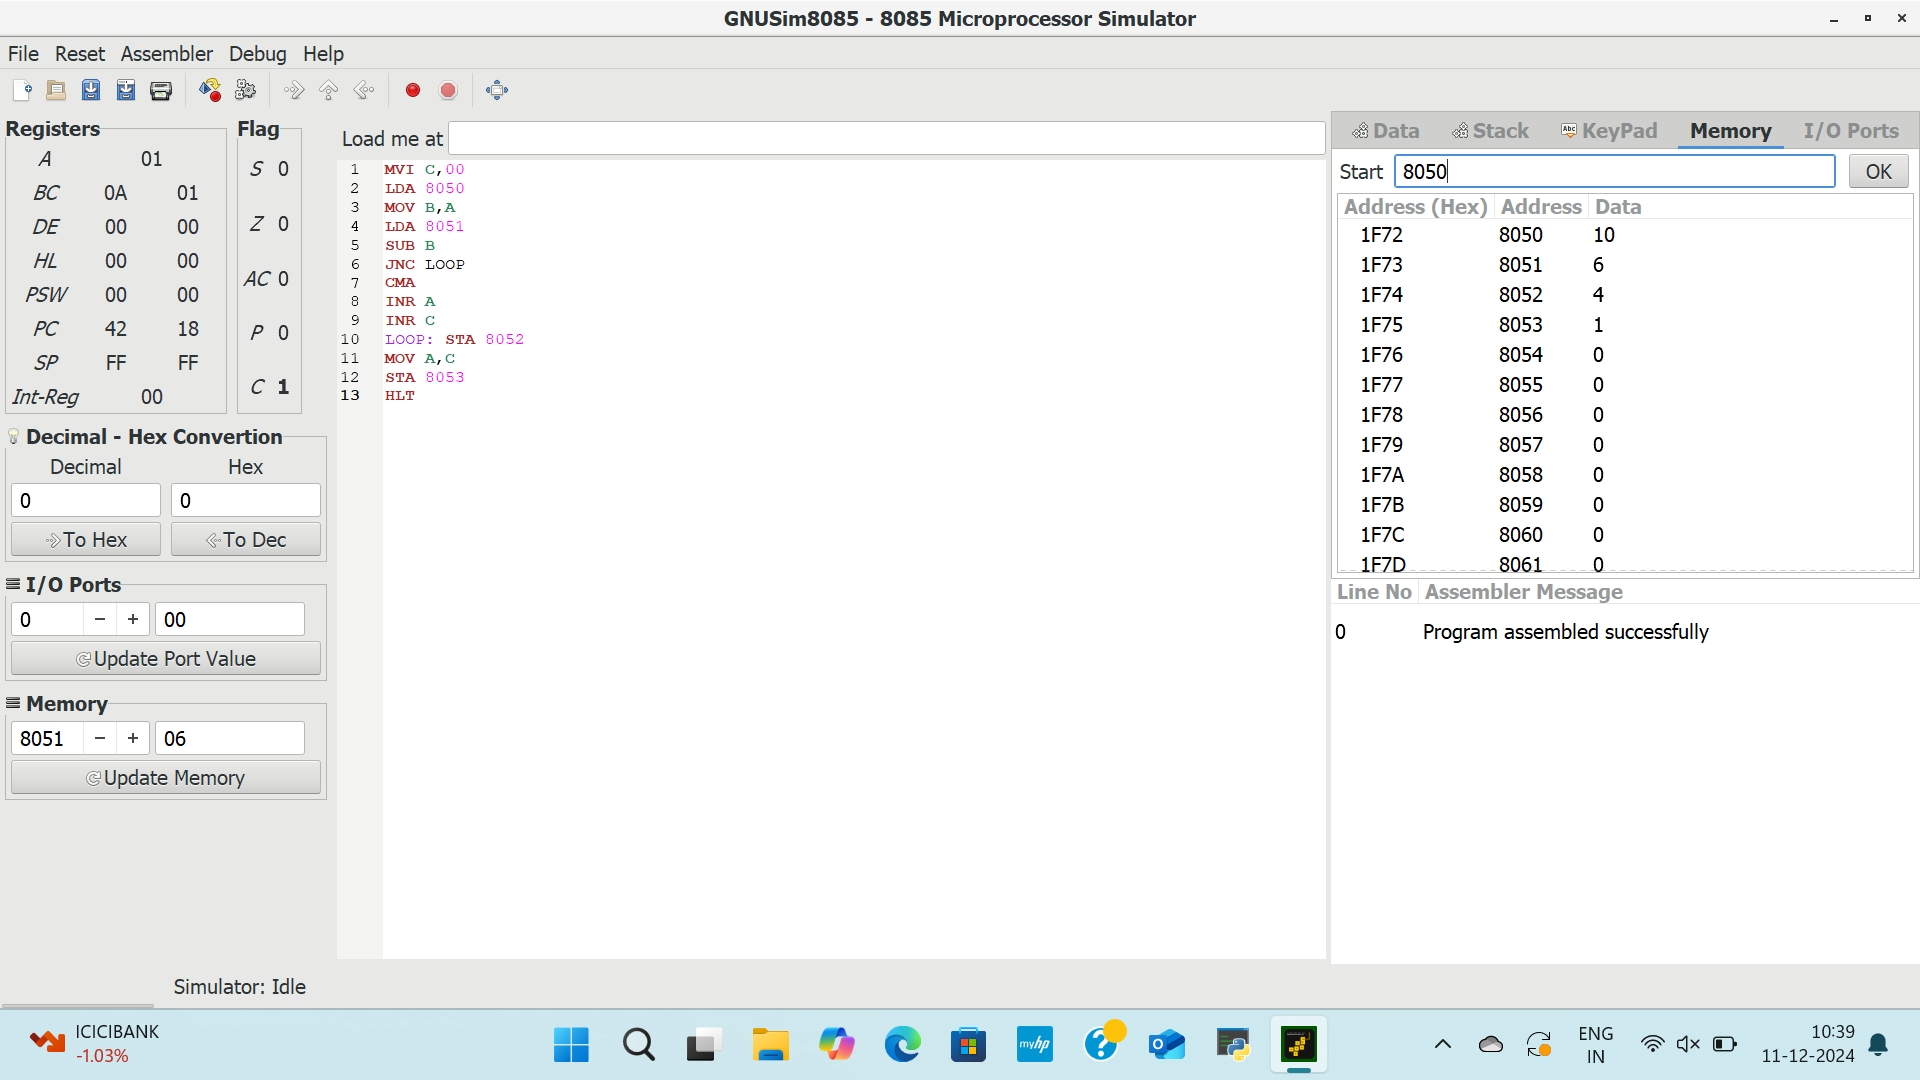 GNUSim8085 - 8085 Microprocessor Simulator
File Reset Assembler Debug Help
Registers
A 01
BC 0A 01
DE 00 00
HL 00 00
PSW 00 00
PC 42 18
SP FF FF
Int-Reg 00
Flag
S 0
Z 0
AC 0
P 0
C 1
Decimal - Hex Convertion
Decimal Hex
0 0
To Hex To Dec
I/O Ports
0 - + 00
Update Port Value
Memory
8051 - + 06
Update Memory
Simulator: Idle
Load me at
1 MVI C,00
2 LDA 8050
3 MOV B,A
4 LDA 8051
5 SUB B
6 JNC LOOP
7 CMA
8 INR A
9 INR C
10 LOOP: STA 8052
11 MOV A,C
12 STA 8053
13 HLT
Data Stack Abc KeyPad Memory I/O Ports
Start 8050 OK
Address (Hex) Address Data
1F72 8050 10
1F73 8051 6
1F74 8052 4
1F75 8053 1
1F76 8054 0
1F77 8055 0
1F78 8056 0
1F79 8057 0
1F7A 8058 0
1F7B 8059 0
1F7C 8060 0
1F7D 8061 0
Line No Assembler Message
0 Program assembled successfully
ICICIBANK
-1.03%
myhp
ENG
IN
10:39
11-12-2024